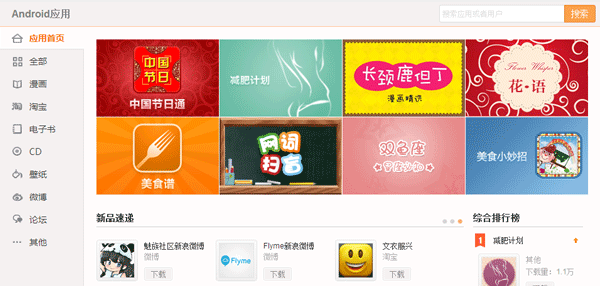 Android应用
搜索应用或者用户
搜索
应用首页
全部
漫画
淘宝
电子书
CD
壁纸
微博
论坛
其他
中国
节日
中国节日通
减肥计划
长颈鹿但丁
漫画精选
Flower Whisper
花·语
美食谱
网词
扫盲
双鱼座
美食小妙招
新品速递
魅族社区新浪微博
微博
下载
Flyme
Flyme新浪微博
微博
下载
文衣服兴
淘宝
下载
综合排行榜
1
减肥计划
其他
下载量: 1.1万
下载